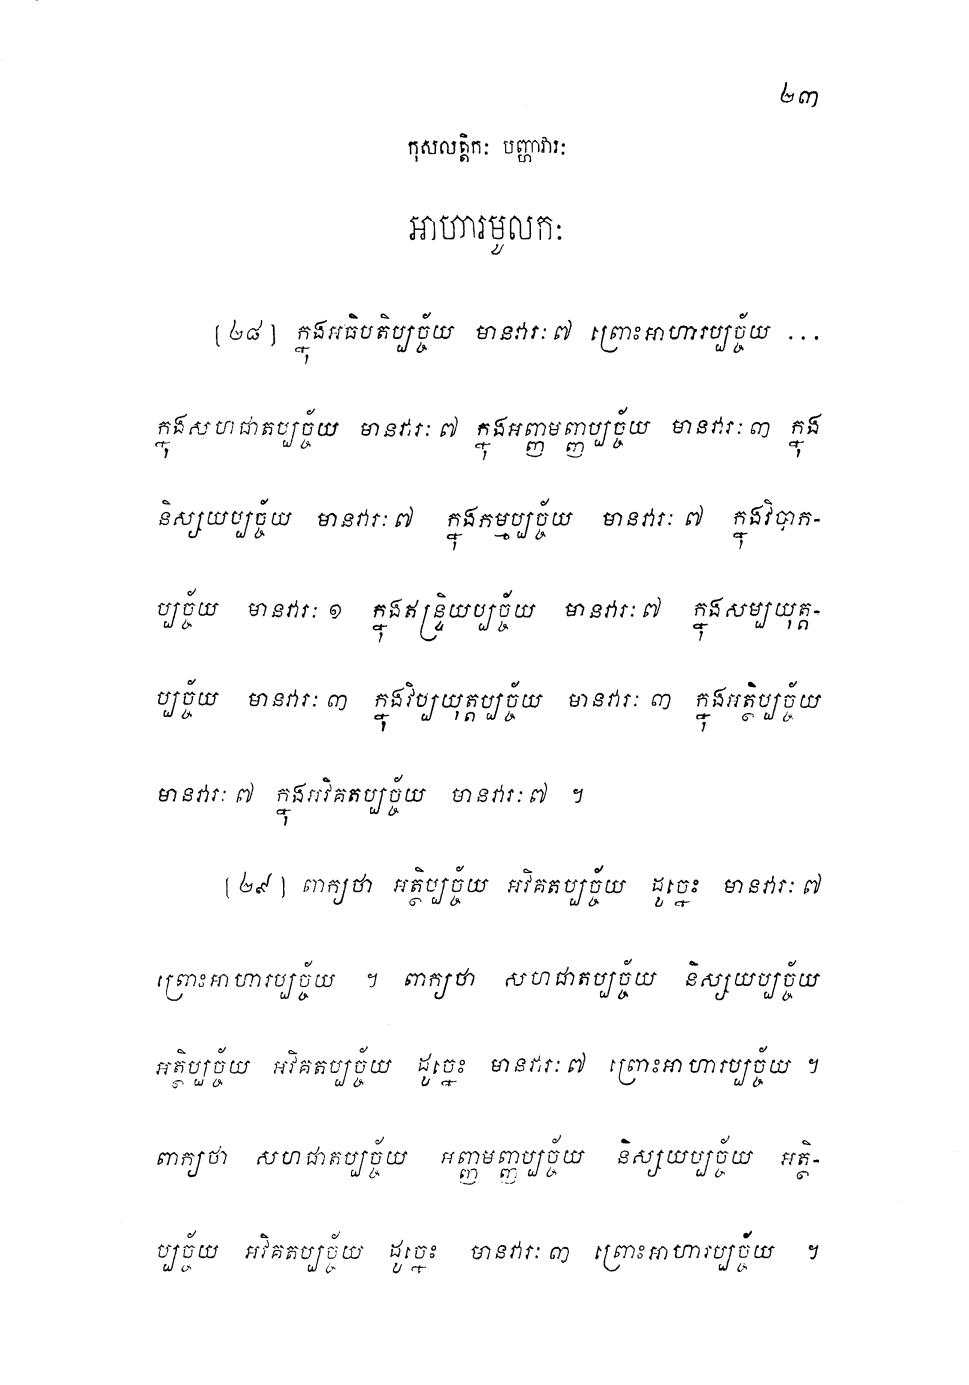 ២៣
កុសលត្តិកៈ បញ្ហាវារៈ
អាហារមូលកៈ
[២៨] ក្នុងអធិបតិប្បច្ច័យ មានវារៈ៧ ព្រោះអាហារប្បច្ច័យ ...
ក្នុងសហជាតប្បច្ច័យ មានវារៈ៧ ក្នុងអញ្ញមញ្ញប្បច្ច័យ មានវារៈ៣ ក្នុង
និស្សយប្បច្ច័យ មានវារៈ៧ ក្នុងកម្មប្បច្ច័យ មានវារៈ ៧ ក្នុងវិបាក-
ប្បច្ច័យ មានវារៈ ១ ក្នុងឥន្ទ្រិយប្បច្ច័យ មានវារៈ៧ ក្នុងសម្បយុត្ត-
ប្បច្ច័យ មានវារៈ៣ ក្នុងវិប្បយុត្តប្បច្ច័យ មានវារៈ ៣ ក្នុងអត្ថិប្បច្ច័យ
មានវារៈ៧ ក្នុងអវិគតប្បច្ច័យ មានវារៈ៧ ។
[២៩] ពាក្យថា អត្ថិប្បច្ច័យ អវិគតប្បច្ច័យ ដូច្នេះ មានវារៈ៧
ព្រោះអាហារប្បច្ច័យ ។ ពាក្យថា សហជាតប្បច្ច័យ និស្សយប្បច្ច័យ
អត្ថិប្បច្ច័យ អវិគតប្បច្ច័យ ដូច្នេះ មានវារៈ៧ ព្រោះអាហារប្បច្ច័យ ។
ពាក្យថា សហជាតប្បច្ច័យ អញ្ញមញ្ញប្បច្ច័យ និស្សយប្បច្ច័យ អត្ថិ-
ប្បច្ច័យ អវិគតប្បច្ច័យ ដូច្នេះ មានវារៈ៣ ព្រោះអាហារប្បច្ច័យ ។